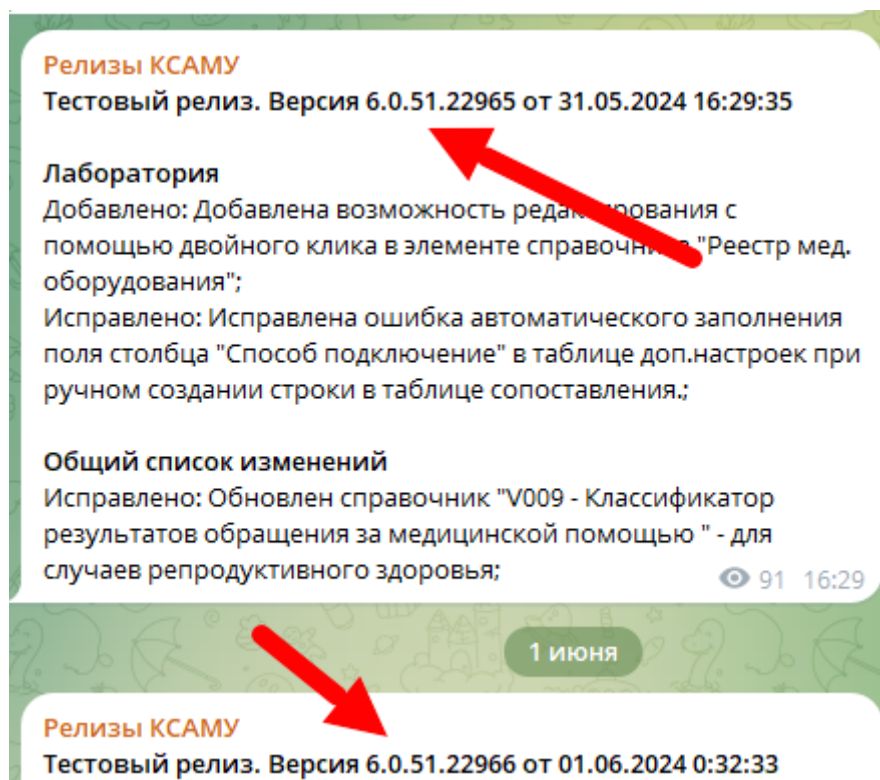 Релизы КСАМУ
Тестовый релиз. Версия 6.0.51.22965 от 31.05.2024 16:29:35
Лаборатория
Добавлено: Добавлена возможность редактирования с
помощью двойного клика в элементе справочника "Реестр мед.
оборудования";
Исправлено: Исправлена ошибка автоматического заполнения
поля столбца "Способ подключение" в таблице доп.настроек при
ручном создании строки в таблице сопоставления.;
Общий список изменений
Исправлено: Обновлен справочник "V009 - Классификатор
результатов обращения за медицинской помощью " - для
случаев репродуктивного здоровья;
91 16:29
1 июня
Релизы КСАМУ
Тестовый релиз. Версия 6.0.51.22966 от 01.06.2024 0:32:33